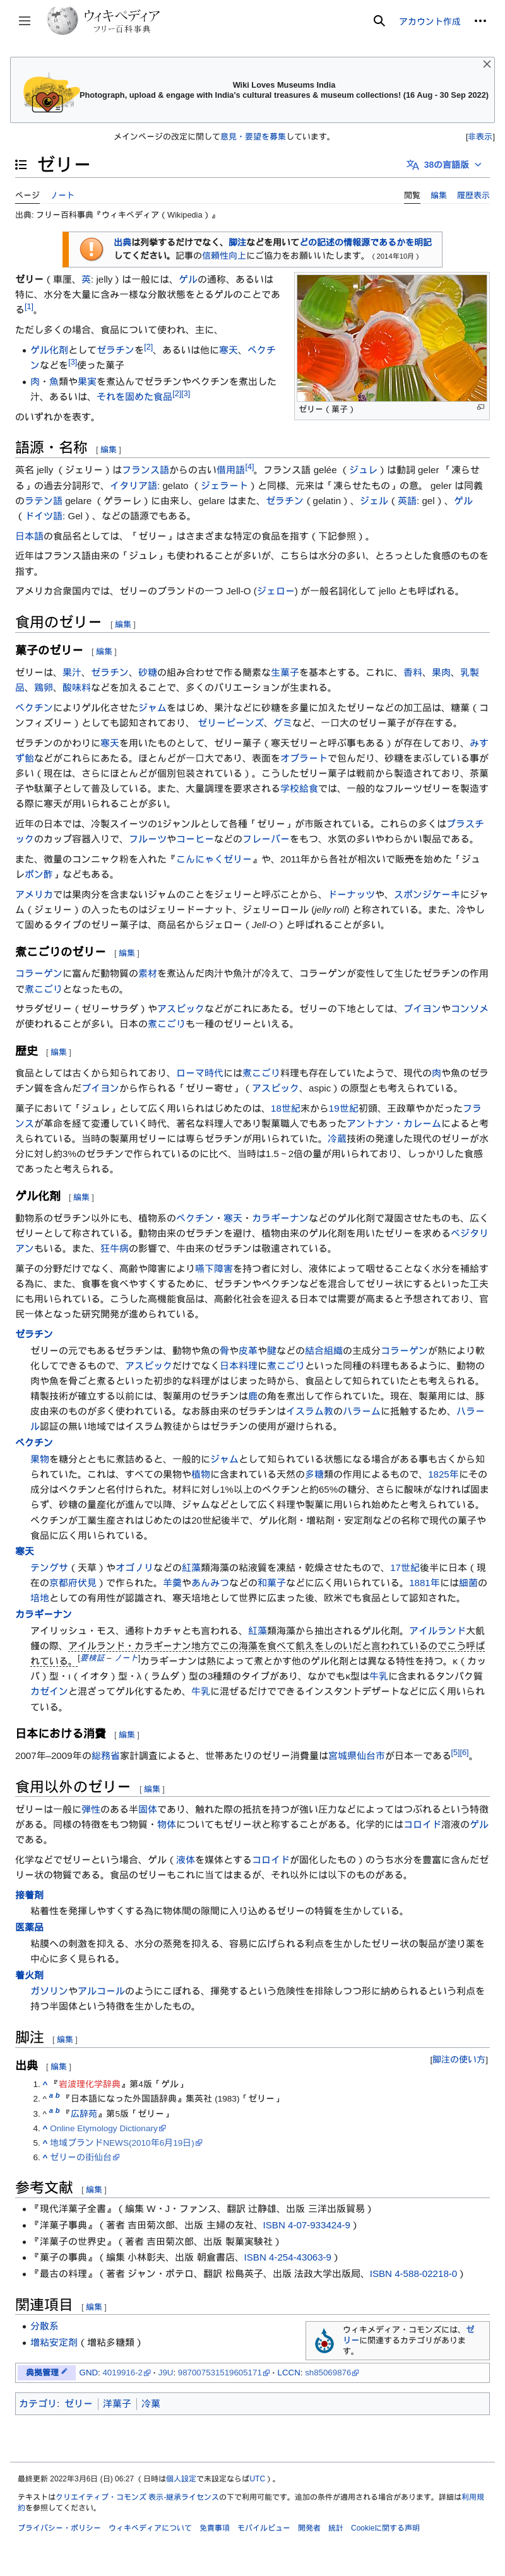 ウィキペディア
フリー百科事典
アカウント作成
Wiki Loves Museums India
Photograph, upload & engage with India's cultural treasures & museum collections! (16 Aug - 30 Sep 2022)
メインページの改定に関して意見・要望を募集しています。 [非表示]
ゼリー
38の言語版
ページ ノート 閲覧 編集 履歴表示
出典: フリー百科事典『ウィキペディア（Wikipedia）』
出典は列挙するだけでなく、脚注などを用いてどの記述の情報源であるかを明記
してください。記事の信頼性向上にご協力をお願いいたします。（2014年10月）
ゼリー（菓子）
ゼリー（車厘、英: jelly）は一般には、ゲルの通称、あるいは
特に、水分を大量に含み一様な分散状態をとるゲルのことであ
る[1]。
ただし多くの場合、食品について使われ、主に、
ゲル化剤としてゼラチンを[2]、あるいは他に寒天、ペクチ
ンなどを[3]使った菓子
肉・魚類や果実を煮込んでゼラチンやペクチンを煮出した
汁、あるいは、それを固めた食品[2][3]
のいずれかを表す。
語源・名称 [ 編集 ]
英名 jelly（ジェリー）はフランス語からの古い借用語[4]。フランス語 gelée（ジュレ）は動詞 geler「凍らせ
る」の過去分詞形で、イタリア語: gelato（ジェラート）と同様、元来は「凍らせたもの」の意。 geler は最終的
にラテン語 gelare（ゲラーレ）に由来し、gelare はまた、ゼラチン（gelatin）、ジェル（英語: gel）、ゲル
（ドイツ語: Gel）、などの語源でもある。
日本語の食品名としては、「ゼリー」はさまざまな特定の食品を指す（下記参照）。
近年はフランス語由来の「ジュレ」も使われることが多いが、こちらは水分の多い、とろっとした食感のものを
指す。
アメリカ合衆国内では、ゼリーのブランドの一つ Jell-O (ジェロー) が一般名詞化して jello とも呼ばれる。
食用のゼリー [ 編集 ]
菓子のゼリー [ 編集 ]
ゼリーは、果汁、ゼラチン、砂糖の組み合わせで作る簡素な生菓子を基本とする。これに、香料、果肉、乳製
品、鶏卵、酸味料などを加えることで、多くのバリエーションが生まれる。
ペクチンによりゲル化させたジャムをはじめ、果汁などに砂糖を多量に加えたゼリーなどの加工品は、糖菓（コ
ンフィズリー）としても認知されており、 ゼリービーンズ、グミなど、一口大のゼリー菓子が存在する。
ゼラチンのかわりに寒天を用いたものとして、ゼリー菓子（寒天ゼリーと呼ぶ事もある）が存在しており、みす
ず飴などがこれらにあたる。ほとんどが一口大であり、表面をオブラートで包んだり、砂糖をまぶしている事が
多い（現在、さらにほとんどが個別包装されている）。こうしたゼリー菓子は戦前から製造されており、茶菓
子や駄菓子として普及している。また、大量調理を要求される学校給食では、一般的なフルーツゼリーを製造す
る際に寒天が用いられることが多い。
近年の日本では、冷製スイーツの1ジャンルとして各種「ゼリー」が市販されている。これらの多くはプラスチ
ックのカップ容器入りで、フルーツやコーヒーなどのフレーバーをもつ、水気の多いやわらかい製品である。
また、微量のコンニャク粉を入れた『こんにゃくゼリー』や、2011年から各社が相次いで販売を始めた「ジュ
レポン酢」などもある。
アメリカでは果肉分を含まないジャムのことをジェリーと呼ぶことから、ドーナッツや、スポンジケーキにジャ
ム（ジェリー）の入ったものはジェリードーナット、ジェリーロール (jelly roll) と称されている。また、冷やし
て固めるタイプのゼリー菓子は、商品名からジェロー（Jell-O）と呼ばれることが多い。
煮こごりのゼリー [ 編集 ]
コラーゲンに富んだ動物質の素材を煮込んだ肉汁や魚汁が冷えて、コラーゲンが変性して生じたゼラチンの作用
で煮こごりとなったもの。
サラダゼリー（ゼリーサラダ）やアスピックなどがこれにあたる。ゼリーの下地としては、ブイヨンやコンソメ
が使われることが多い。日本の煮こごりも一種のゼリーといえる。
歴史 [ 編集 ]
食品としては古くから知られており、ローマ時代には煮こごり料理も存在していたようで、現代の肉や魚のゼラ
チン質を含んだブイヨンから作られる「ゼリー寄せ」（アスピック、aspic）の原型とも考えられている。
菓子において「ジュレ」として広く用いられはじめたのは、18世紀末から19世紀初頭、王政華やかだったフラ
ンスが革命を経て変遷していく時代、著名な料理人であり製菓職人でもあったアントナン・カレームによると考
えられている。当時の製菓用ゼリーには専らゼラチンが用いられていた。冷蔵技術の発達した現代のゼリーが水
分に対し約3%のゼラチンで作られているのに比べ、当時は1.5～2倍の量が用いられており、しっかりした食感
であったと考えられる。
ゲル化剤 [ 編集 ]
動物系のゼラチン以外にも、植物系のペクチン・寒天・カラギーナンなどのゲル化剤で凝固させたものも、広く
ゼリーとして称されている。動物由来のゼラチンを避け、植物由来のゲル化剤を用いたゼリーを求めるベジタリ
アンもいる。また、狂牛病の影響で、牛由来のゼラチンは敬遠されている。
菓子の分野だけでなく、高齢や障害により嚥下障害を持つ者に対し、液体によって咽せることなく水分を補給す
る為に、また、食事を食べやすくするために、ゼラチンやペクチンなどを混合してゼリー状にするといった工夫
も行われている。こうした高機能食品は、高齢化社会を迎える日本では需要が高まると予想されており、官
民一体となった研究開発が進められている。
ゼラチン
ゼリーの元でもあるゼラチンは、動物や魚の骨や皮革や腱などの結合組織の主成分コラーゲンが熱により軟
化してできるもので、アスピックだけでなく日本料理に煮こごりといった同種の料理もあるように、動物の
肉や魚を骨ごと煮るといった初歩的な料理がはじまった時から、食品として知られていたとも考えられる。
精製技術が確立する以前には、製菓用のゼラチンは鹿の角を煮出して作られていた。現在、製菓用には、豚
皮由来のものが多く使われている。なお豚由来のゼラチンはイスラム教のハラームに抵触するため、ハラー
ル認証の無い地域ではイスラム教徒からはゼラチンの使用が避けられる。
ペクチン
果物を糖分とともに煮詰めると、一般的にジャムとして知られている状態になる場合がある事も古くから知
られていた。これは、すべての果物や植物に含まれている天然の多糖類の作用によるもので、1825年にその成
分はペクチンと名付けられた。材料に対し1%以上のペクチンと約65%の糖分、さらに酸味がなければ固ま
らず、砂糖の量産化が進んで以降、ジャムなどとして広く料理や製菓に用いられ始めたと考えられている。
ペクチンが工業生産されはじめたのは20世紀後半で、ゲル化剤・増粘剤・安定剤などの名称で現代の菓子や
食品に広く用いられている。
寒天
テングサ（天草）やオゴノリなどの紅藻類海藻の粘液質を凍結・乾燥させたもので、17世紀後半に日本（現
在の京都府伏見）で作られた。羊羹やあんみつなどの和菓子などに広く用いられている。1881年には細菌の
培地としての有用性が認識され、寒天培地として世界に広まった後、欧米でも食品として認知された。
カラギーナン
アイリッシュ・モス、通称トカチャとも言われる、紅藻類海藻から抽出されるゲル化剤。アイルランド大飢
饉の際、アイルランド・カラギーナン地方でこの海藻を食べて飢えをしのいだと言われているのでこう呼ば
れている。[要検証 – ノート]カラギーナンは熱によって煮とかす他のゲル化剤とは異なる特性を持つ。κ（カッ
パ）型・ι（イオタ）型・λ（ラムダ）型の3種類のタイプがあり、なかでもκ型は牛乳に含まれるタンパク質
カゼインと混ざってゲル化するため、牛乳に混ぜるだけでできるインスタントデザートなどに広く用いられ
ている。
日本における消費 [ 編集 ]
2007年–2009年の総務省家計調査によると、世帯あたりのゼリー消費量は宮城県仙台市が日本一である[5][6]。
食用以外のゼリー [ 編集 ]
ゼリーは一般に弾性のある半固体であり、触れた際の抵抗を持つが強い圧力などによってはつぶれるという特徴
がある。同様の特徴をもつ物質・物体についてもゼリー状と称することがある。化学的にはコロイド溶液のゲル
である。
化学などでゼリーという場合、ゲル（液体を媒体とするコロイドが固化したもの）のうち水分を豊富に含んだゼ
リー状の物質である。食品のゼリーもこれに当てはまるが、それ以外には以下のものがある。
接着剤
粘着性を発揮しやすくする為に物体間の隙間に入り込めるゼリーの特質を生かしている。
医薬品
粘膜への刺激を抑える、水分の蒸発を抑える、容易に広げられる利点を生かしたゼリー状の製品が塗り薬を
中心に多く見られる。
着火剤
ガソリンやアルコールのようにこぼれる、揮発するという危険性を排除しつつ形に納められるという利点を
持つ半固体という特徴を生かしたもの。
脚注 [ 編集 ]
[脚注の使い方]
出典 [ 編集 ]
1. ^ 『岩波理化学辞典』第4版「ゲル」
2. ^ a b 『日本語になった外国語辞典』集英社 (1983)「ゼリー」
3. ^ a b 『広辞苑』第5版「ゼリー」
4. ^ Online Etymology Dictionary
5. ^ 地域ブランドNEWS(2010年6月19日)
6. ^ ゼリーの街仙台
参考文献 [ 編集 ]
『現代洋菓子全書』（編集 W・J・ファンス、翻訳 辻静雄、出版 三洋出版貿易）
『洋菓子事典』（著者 吉田菊次郎、出版 主婦の友社、ISBN 4-07-933424-9）
『洋菓子の世界史』（著者 吉田菊次郎、出版 製菓実験社）
『菓子の事典』（編集 小林彰夫、出版 朝倉書店、ISBN 4-254-43063-9）
『最古の料理』（著者 ジャン・ボテロ、翻訳 松島英子、出版 法政大学出版局、ISBN 4-588-02218-0）
関連項目 [ 編集 ]
分散系
増粘安定剤（増粘多糖類）
ウィキメディア・コモンズには、ゼ
リーに関連するカテゴリがありま
す。
典拠管理 GND: 4019916-2 · J9U: 987007531519605171 · LCCN: sh85069876
カテゴリ: ゼリー 洋菓子 冷菓
最終更新 2022年3月6日 (日) 06:27 （日時は個人設定で未設定ならばUTC）。
テキストはクリエイティブ・コモンズ 表示-継承ライセンスの下で利用可能です。追加の条件が適用される場合があります。詳細は利用規
約を参照してください。
プライバシー・ポリシー ウィキペディアについて 免責事項 モバイルビュー 開発者 統計 Cookieに関する声明